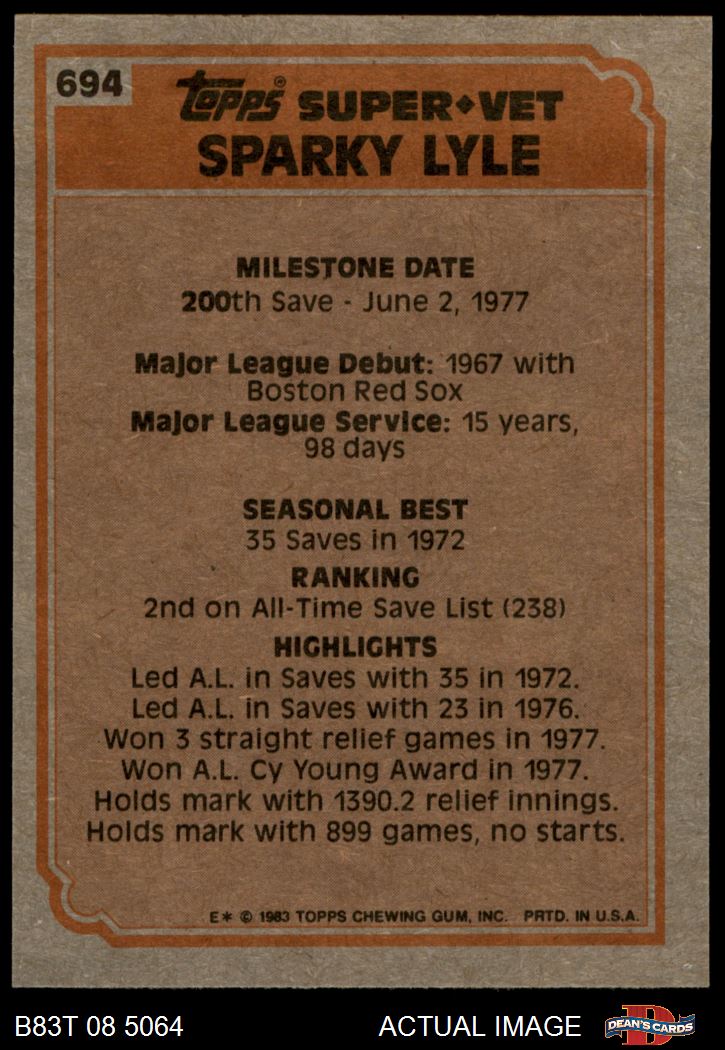 694
TOPPS® SUPER◆VET
SPARKY LYLE
MILESTONE DATE
200th Save - June 2, 1977
Major League Debut: 1967 with
Boston Red Sox
Major League Service: 15 years,
98 days
SEASONAL BEST
35 Saves in 1972
RANKING
2nd on All-Time Save List (238)
HIGHLIGHTS
Led A.L. in Saves with 35 in 1972.
Led A.L. in Saves with 23 in 1976.
Won 3 straight relief games in 1977.
Won A.L. Cy Young Award in 1977.
Holds mark with 1390.2 relief innings.
Holds mark with 899 games, no starts.
E* © 1983 TOPPS CHEWING GUM, INC. PRTD. IN U.S.A.
B83T 08 5064 ACTUAL IMAGE D DEAN'S CARDS